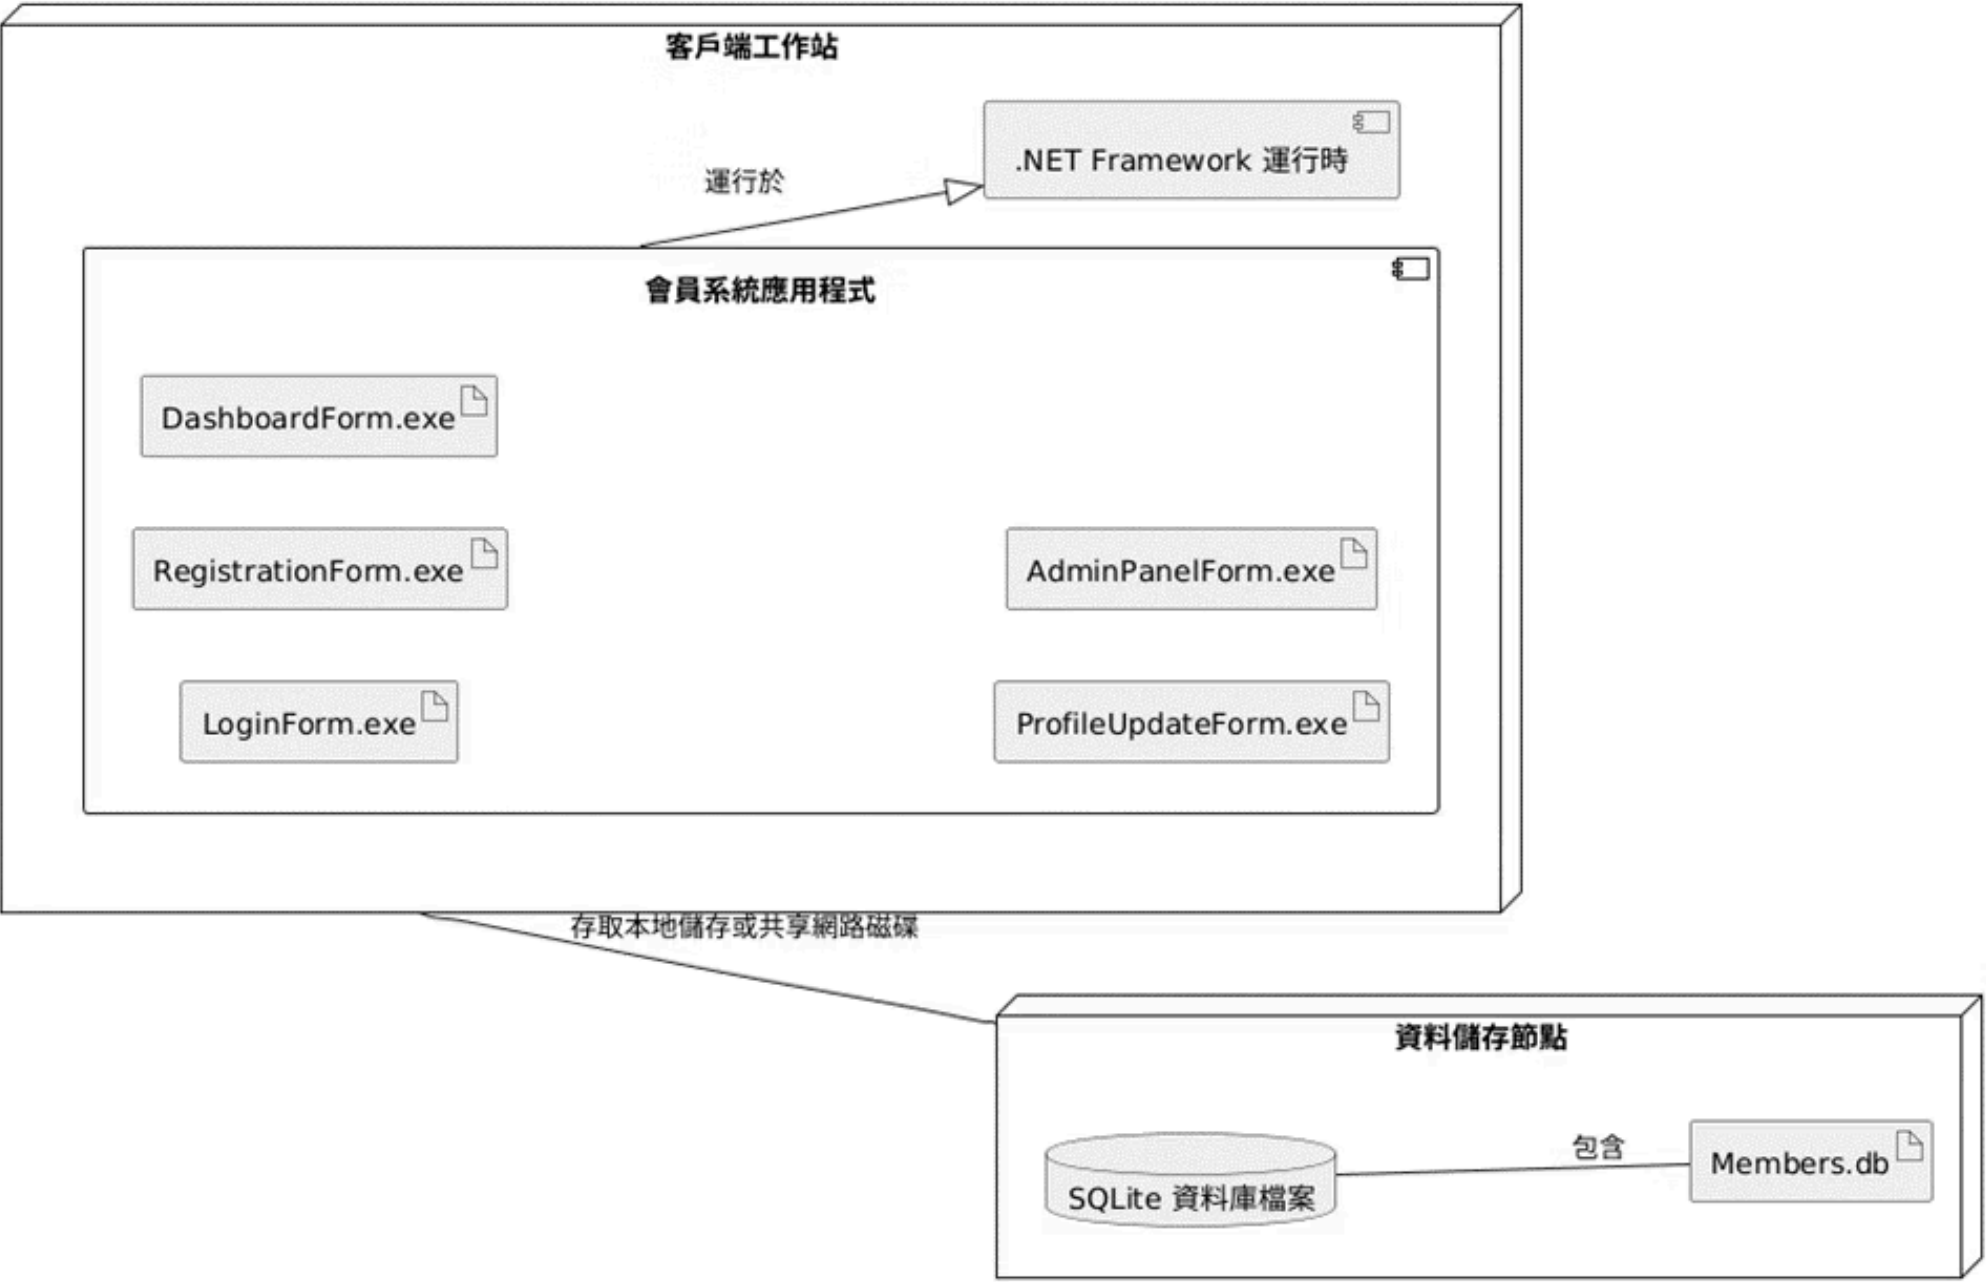 客戶端工作站
.NET Framework 運行時
運行於
會員系統應用程式
DashboardForm.exe
RegistrationForm.exe
AdminPanelForm.exe
LoginForm.exe
ProfileUpdateForm.exe
存取本地儲存或共享網路磁碟
資料儲存節點
包含
Members.db
SQLite 資料庫檔案